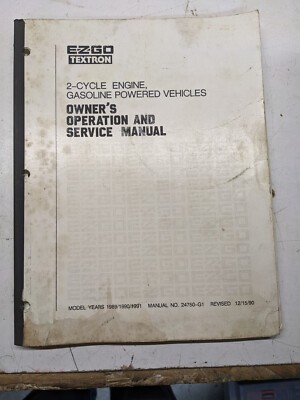 E-Z-GO
TEXTRON
2-CYCLE ENGINE,
GASOLINE POWERED VEHICLES
OWNER'S
OPERATION AND
SERVICE MANUAL
MODEL YEARS 1989/1990/1991 MANUAL NO. 24750-G1 REVISED 12/15/90